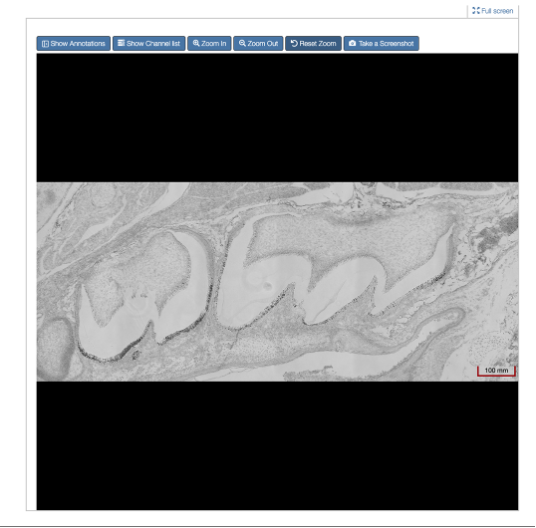 Full screen
Show Annotations Show Channel list Zoom In Zoom Out Reset Zoom Take a Screenshot
100 mm